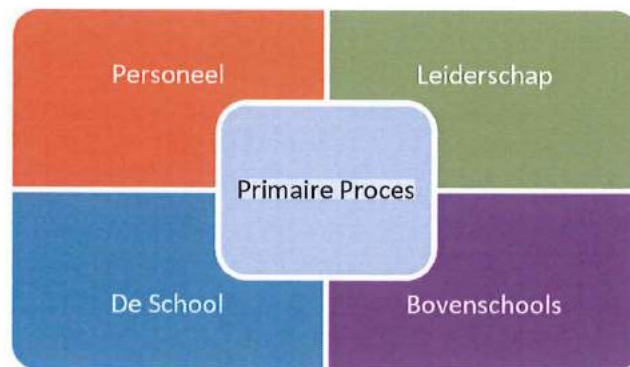 Personeel
Leiderschap
Primaire Proces
De School
Bovenschools